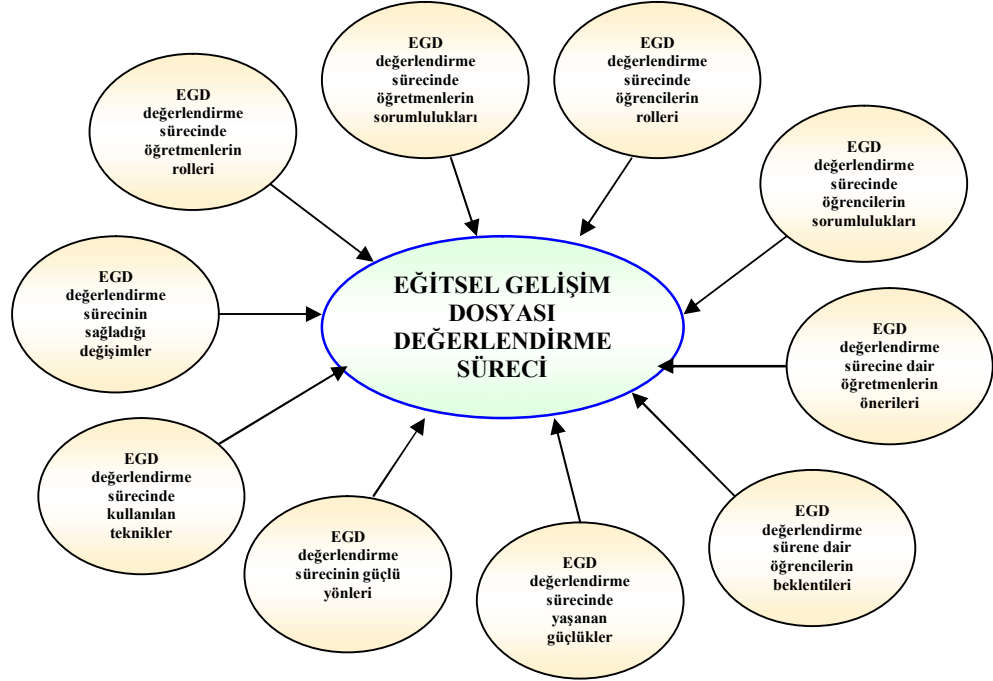 EGD
değerlendirme
sürecinde
öğretmenlerin
sorumlulukları
EGD
değerlendirme
sürecinde
öğrencilerin
rolleri
EGD
değerlendirme
sürecinde
öğretmenlerin
rolleri
EGD
değerlendirme
sürecinde
öğrencilerin
sorumlulukları
EĞİTSEL GELİŞİM
DOSYASI
DEĞERLENDİRME
SÜRECİ
EGD
değerlendirme
sürecinin
sağladığı
değişimler
EGD
değerlendirme
sürecine dair
öğretmenlerin
önerileri
EGD
değerlendirme
sürecinde
kullanılan
teknikler
EGD
değerlendirme
sürecinin güçlü
yönleri
EGD
değerlendirme
sürecinde
yaşanan
güçlükler
EGD
değerlendirme
sürene dair
öğrencilerin
beklentileri